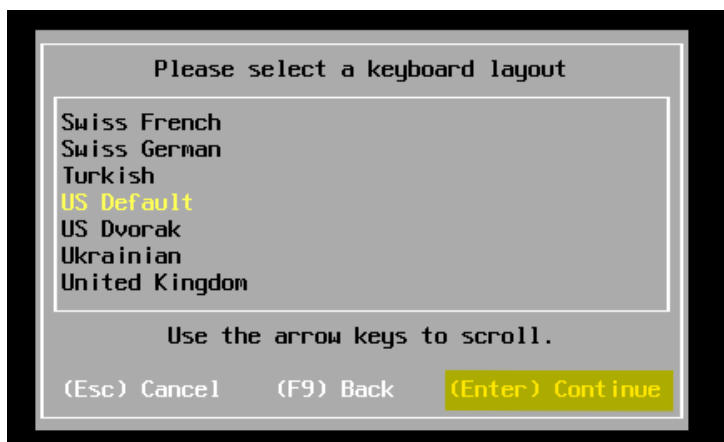 Please select a keyboard layout
Swiss French
Swiss German
Turkish
US Default
US Dvorak
Ukrainian
United Kingdom
Use the arrow keys to scroll.
(Esc) Cancel (F9) Back (Enter) Continue